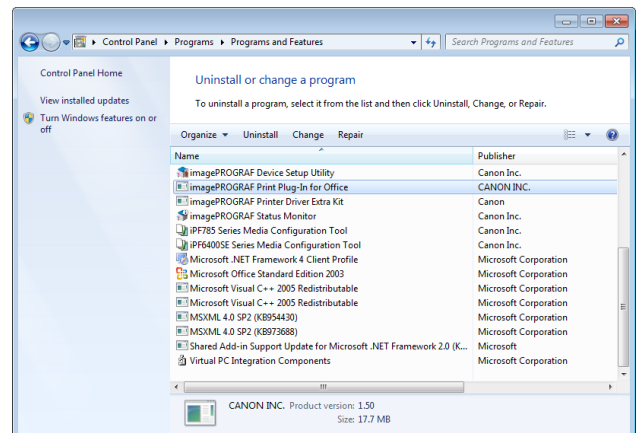 Control Panel ▸ Programs ▸ Programs and Features
Search Programs and Features
Control Panel Home
View installed updates
Turn Windows features on or
off
Uninstall or change a program
To uninstall a program, select it from the list and then click Uninstall, Change, or Repair.
Organize Uninstall Change Repair
Name Publisher
imagePROGRAF Device Setup Utility Canon Inc.
imagePROGRAF Print Plug-In for Office CANON INC.
imagePROGRAF Printer Driver Extra Kit Canon
imagePROGRAF Status Monitor Canon Inc.
iPF785 Series Media Configuration Tool Canon Inc.
iPF6400SE Series Media Configuration Tool Canon Inc.
Microsoft .NET Framework 4 Client Profile Microsoft Corporation
Microsoft Office Standard Edition 2003 Microsoft Corporation
Microsoft Visual C++ 2005 Redistributable Microsoft Corporation
Microsoft Visual C++ 2005 Redistributable Microsoft Corporation
MSXML 4.0 SP2 (KB954430) Microsoft Corporation
MSXML 4.0 SP2 (KB973688) Microsoft Corporation
Shared Add-in Support Update for Microsoft .NET Framework 2.0 (K... Microsoft
Virtual PC Integration Components Microsoft Corporation
CANON INC. Product version: 1.50
Size: 17.7 MB